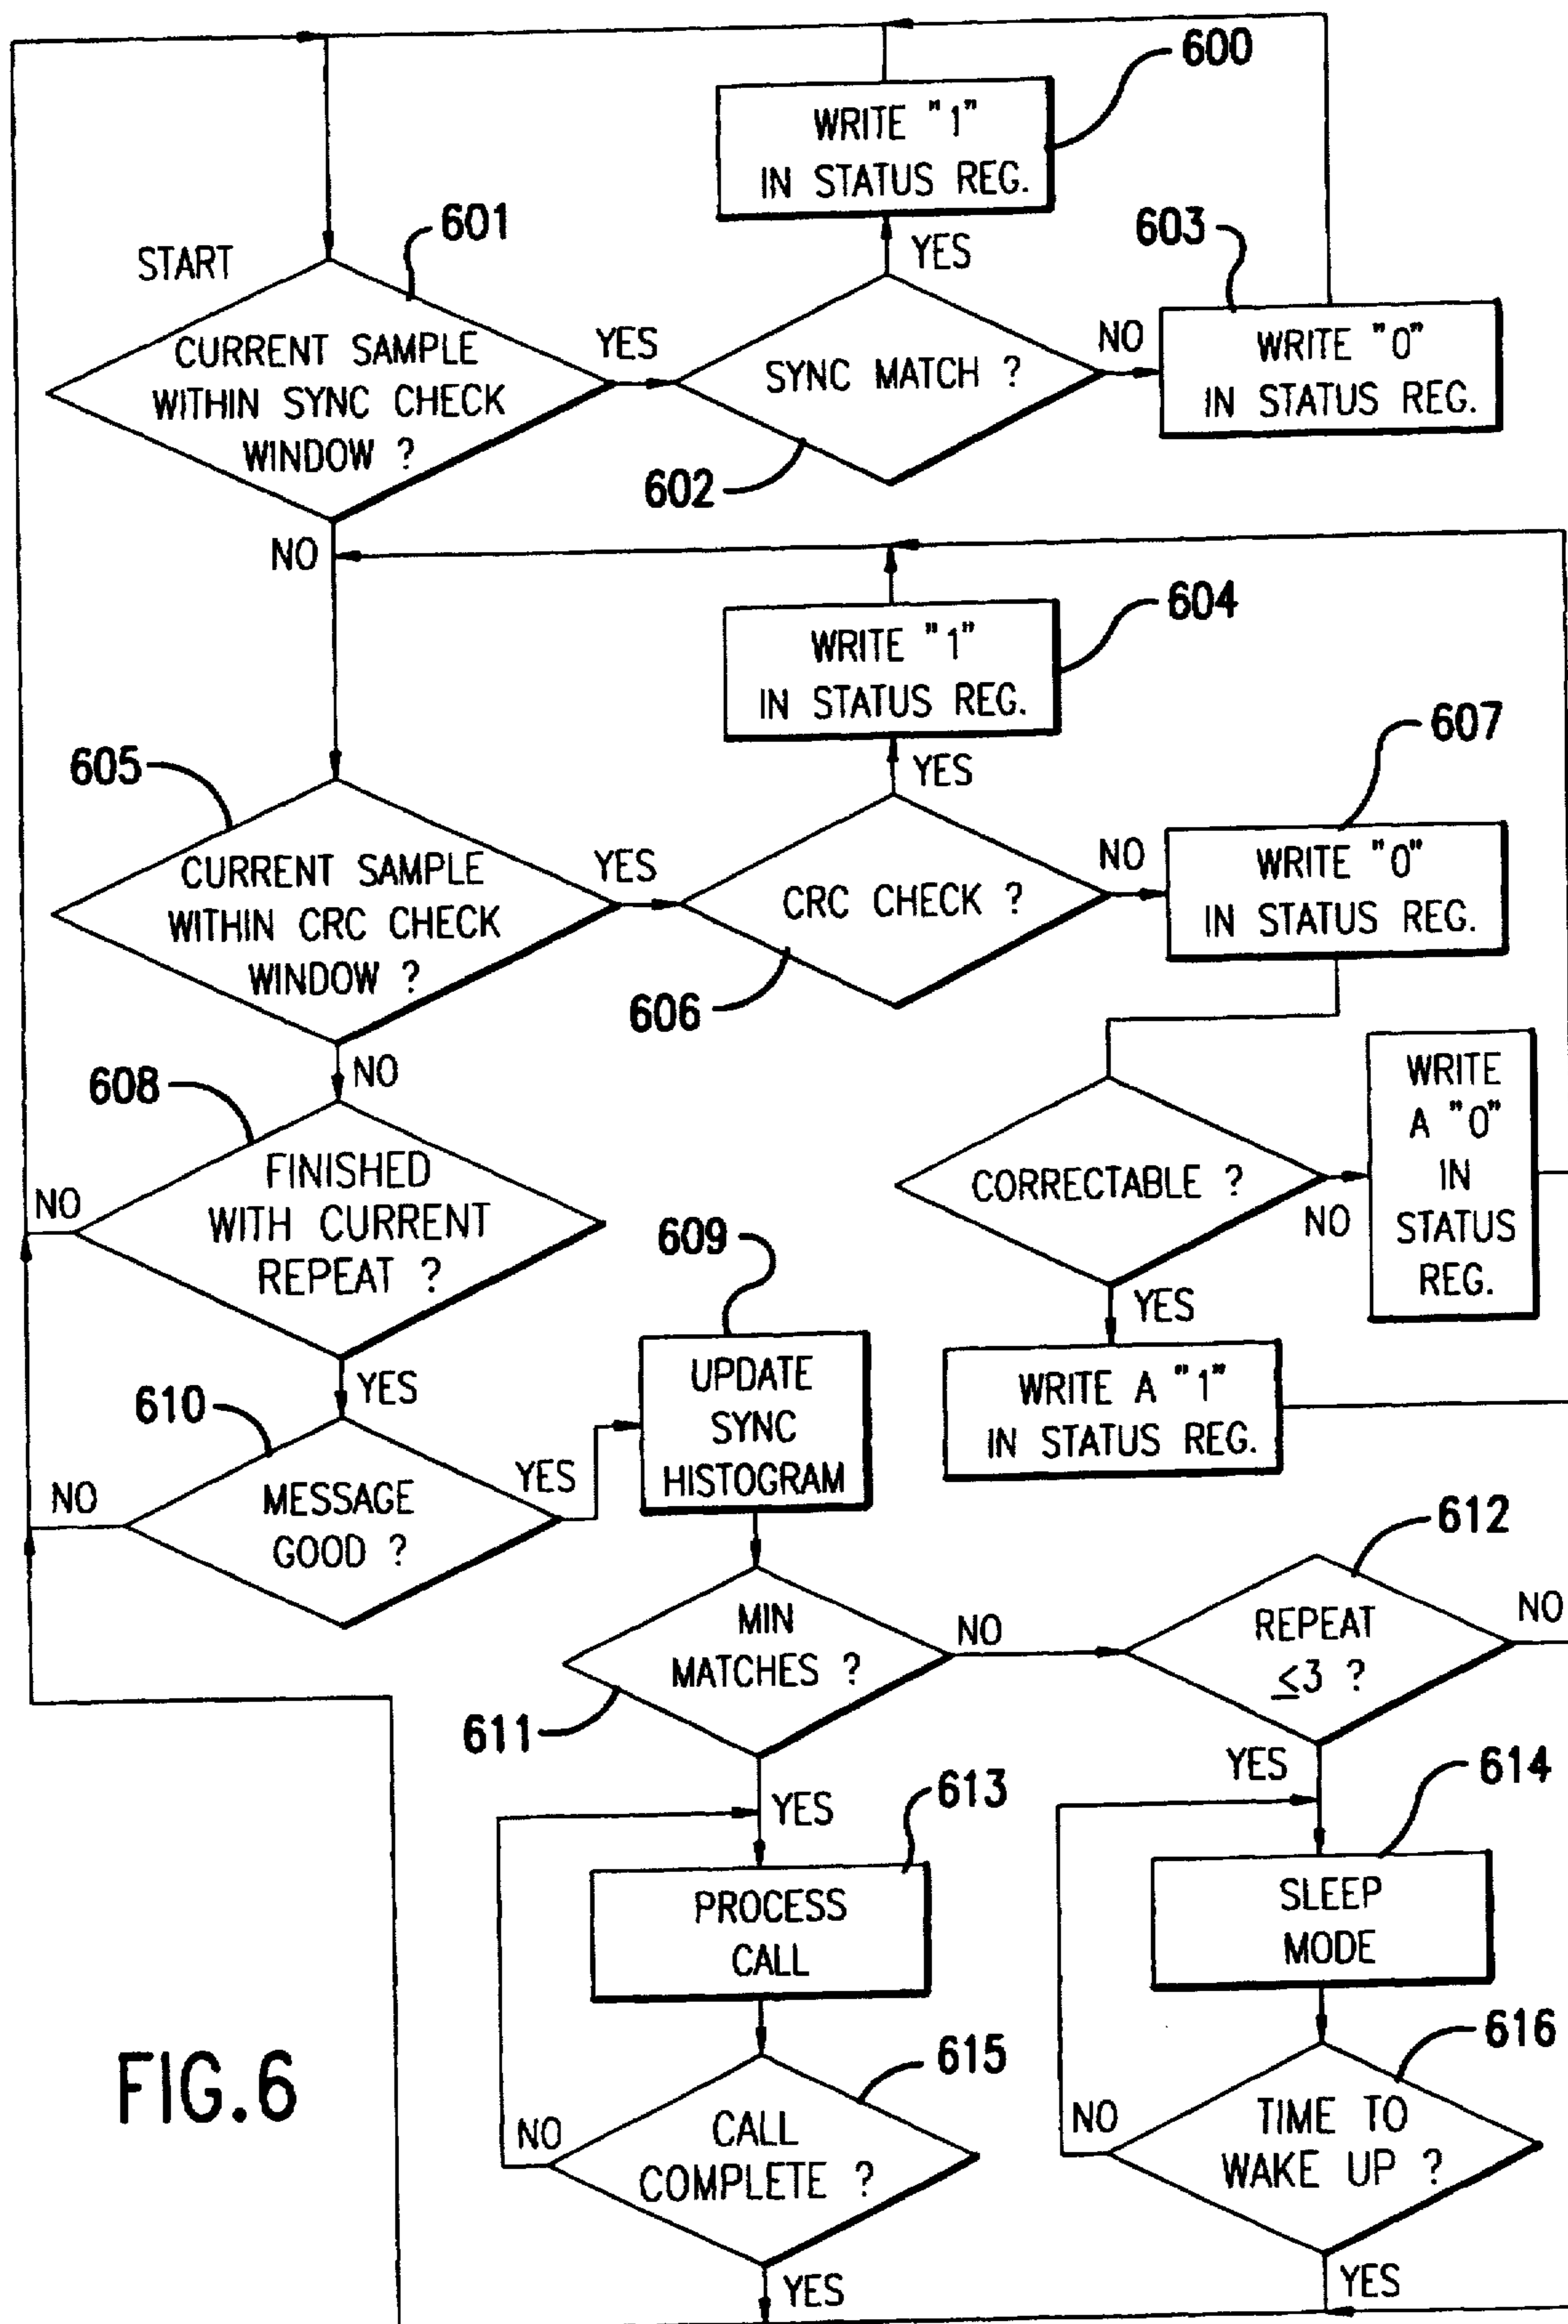 600
WRITE "1"
IN STATUS REG.
START
601
YES
603
CURRENT SAMPLE
WITHIN SYNC CHECK
WINDOW ?
YES
SYNC MATCH ?
NO
WRITE "0"
IN STATUS REG.
602
NO
604
WRITE "1"
IN STATUS REG.
607
605
YES
CURRENT SAMPLE
WITHIN CRC CHECK
WINDOW ?
YES
CRC CHECK ?
NO
WRITE "0"
IN STATUS REG.
606
NO
608
FINISHED
WITH CURRENT
REPEAT ?
NO
CORRECTABLE ?
NO
WRITE
A "0"
IN
STATUS
REG.
YES
WRITE A "1"
IN STATUS REG.
609
YES
610
UPDATE
SYNC
HISTOGRAM
MESSAGE
GOOD ?
NO
YES
612
MIN
MATCHES ?
NO
REPEAT
≤3 ?
NO
611
YES
613
YES
614
PROCESS
CALL
SLEEP
MODE
615
616
CALL
COMPLETE ?
NO
TIME TO
WAKE UP ?
NO
YES
YES
FIG.6